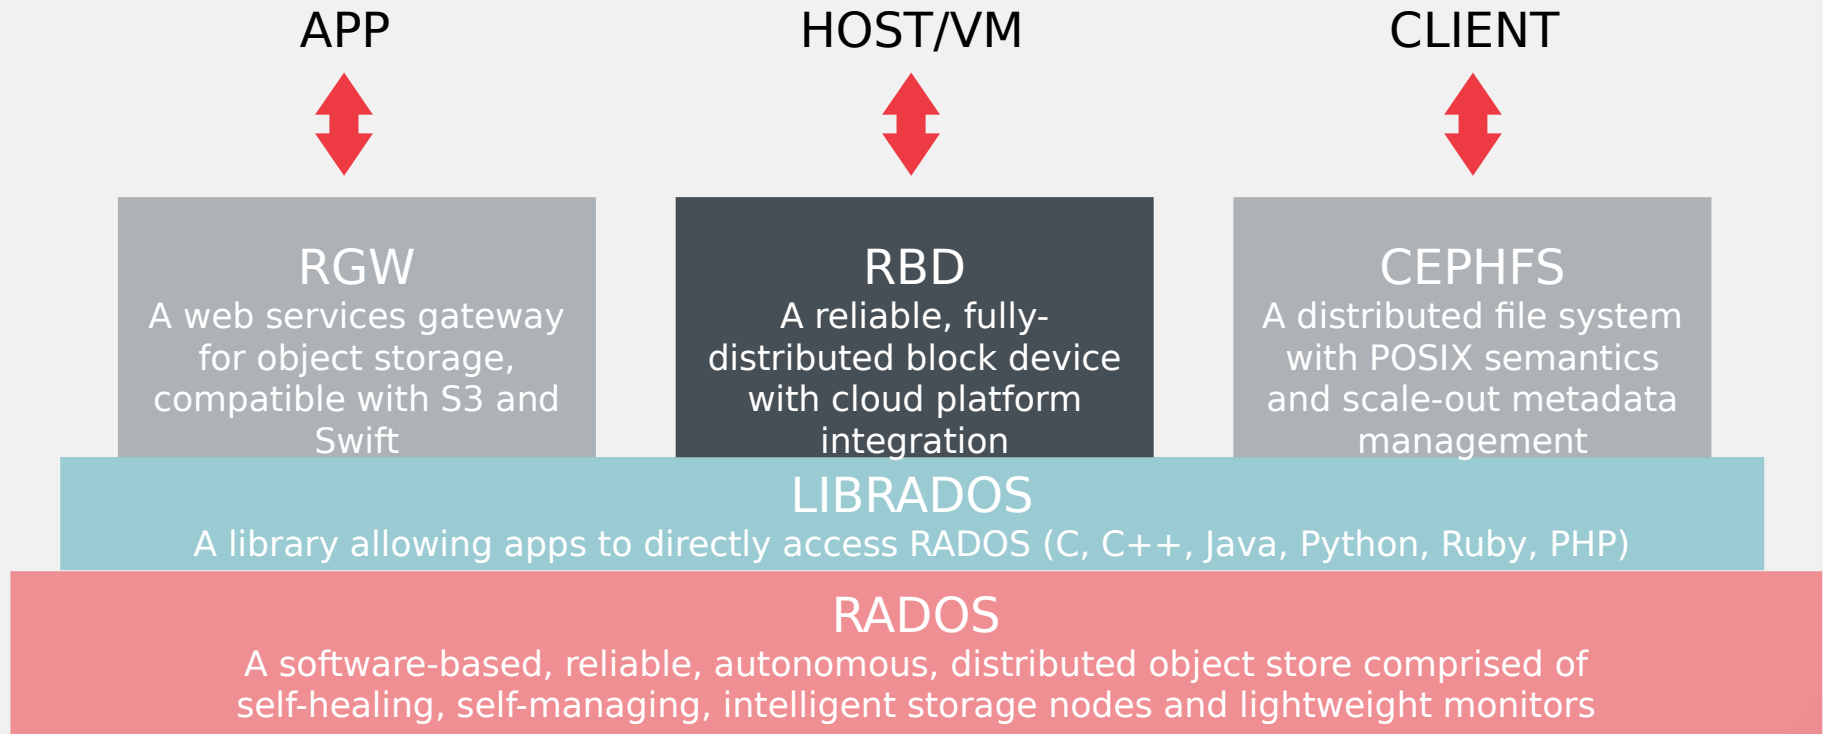 APP
HOST/VM
CLIENT
RGW
A web services gateway
for object storage,
compatible with S3 and
Swift
RBD
A reliable, fully-
distributed block device
with cloud platform
integration
CEPHFS
A distributed file system
with POSIX semantics
and scale-out metadata
management
LIBRADOS
A library allowing apps to directly access RADOS (C, C++, Java, Python, Ruby, PHP)
RADOS
A software-based, reliable, autonomous, distributed object store comprised of
self-healing, self-managing, intelligent storage nodes and lightweight monitors